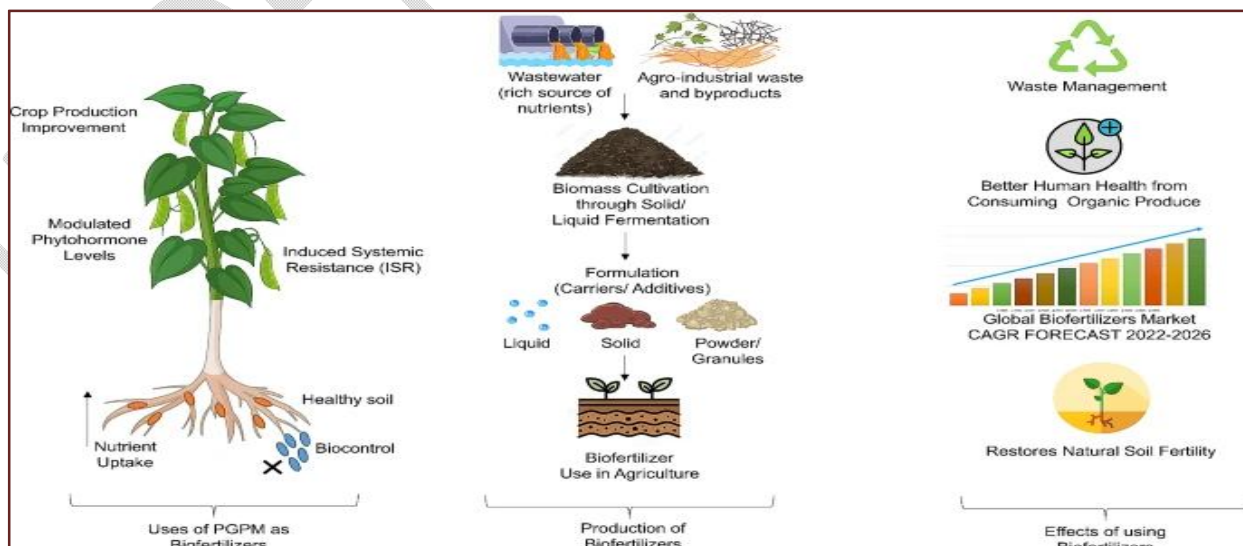 Crop Production
Improvement
Modulated
Phytohormone
Levels
Induced Systemic
Resistance (ISR)
Healthy soil
Nutrient
Uptake
Biocontrol
Uses of PGPM as
Biofertilizers
Wastewater
(rich source of
nutrients)
Agro-industrial waste
and byproducts
Biomass Cultivation
through Solid/
Liquid Fermentation
Formulation
(Carriers/ Additives)
Liquid
Solid
Powder/
Granules
Biofertilizer
Use in Agriculture
Production of
Biofertilizers
Waste Management
Better Human Health from
Consuming Organic Produce
Global Biofertilizers Market
CAGR FORECAST 2022-2026
Restores Natural Soil Fertility
Effects of using
Biofertilizers